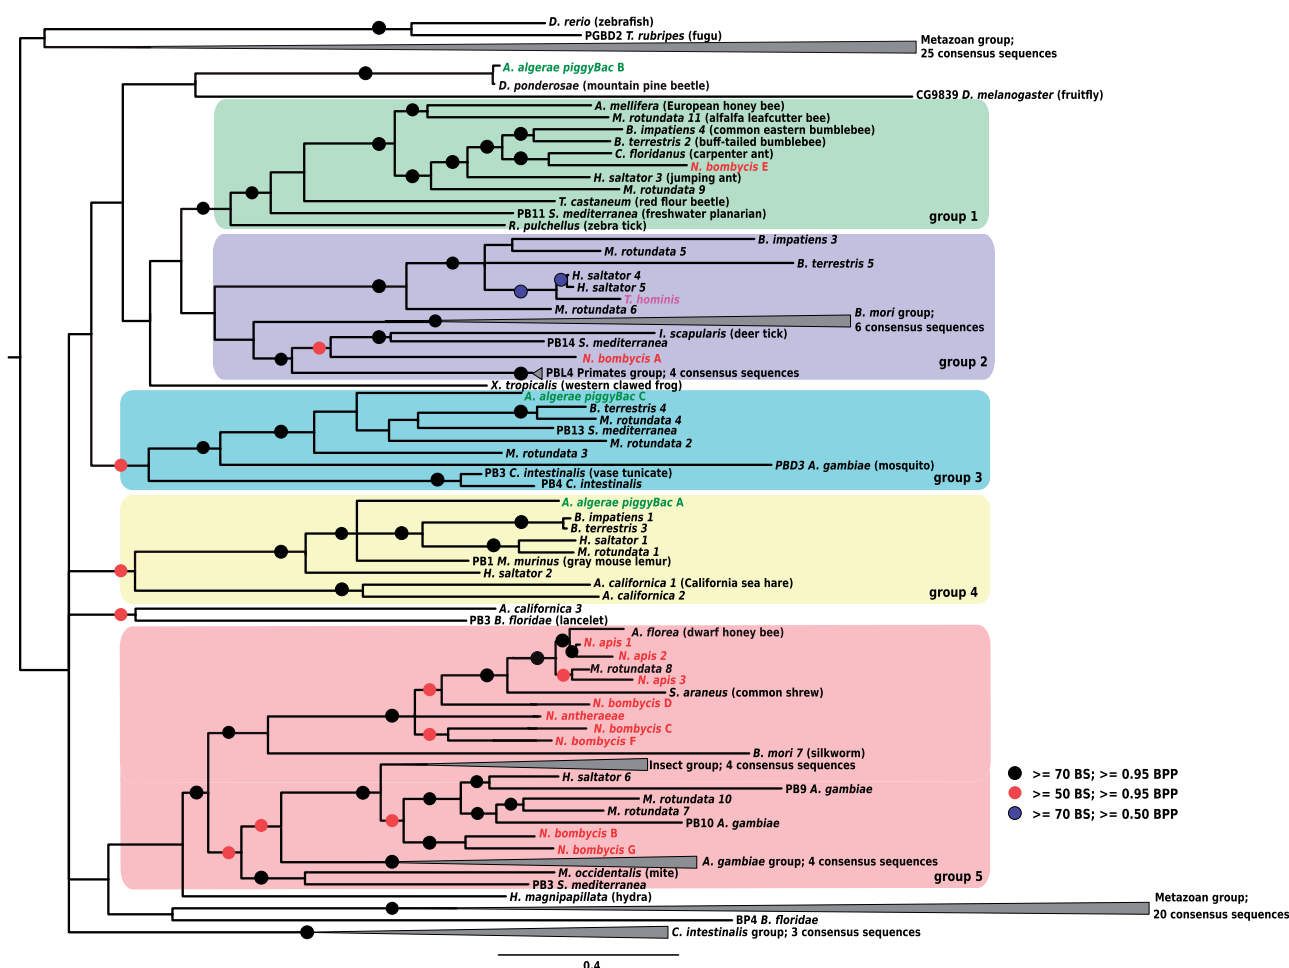 D. rerio (zebrafish)
PGBD2 T. rubripes (fugu)
Metazoan group;
25 consensus sequences
A. algerae piggyBac B
D. ponderosae (mountain pine beetle)
CG9839 D. melanogaster (fruitfly)
A. mellifera (European honey bee)
M. rotundata 11 (alfalfa leafcutter bee)
B. impatiens 4 (common eastern bumblebee)
B. terrestris 2 (buff-tailed bumblebee)
C. floridanus (carpenter ant)
N. bombycis E
H. saltator 3 (jumping ant)
M. rotundata 9
T. castaneum (red flour beetle)
PB11 S. mediterranea (freshwater planarian)
group 1
R. pulchellus (zebra tick)
B. impatiens 3
M. rotundata 5
B. terrestris 5
H. saltator 4
H. saltator 5
T. hominis
M. rotundata 6
B. mori group;
6 consensus sequences
I. scapularis (deer tick)
PB14 S. mediterranea
N. bombycis A
group 2
PBL4 Primates group; 4 consensus sequences
X. tropicalis (western clawed frog)
A. algerae piggyBac C
B. terrestris 4
M. rotundata 4
PB13 S. mediterranea
M. rotundata 2
M. rotundata 3
PBD3 A. gambiae (mosquito)
PB3 C. intestinalis (vase tunicate)
group 3
PB4 C. intestinalis
A. algerae piggyBac A
B. impatiens 1
B. terrestris 3
H. saltator 1
M. rotundata 1
PB1 M. murinus (gray mouse lemur)
H. saltator 2
A. californica 1 (California sea hare)
group 4
A. californica 2
A. californica 3
PB3 B. floridae (lancelet)
A. florea (dwarf honey bee)
N. apis 1
N. apis 2
M. rotundata 8
N. apis 3
S. araneus (common shrew)
N. bombycis D
N. antheraeae
N. bombycis C
N. bombycis F
B. mori 7 (silkworm)
Insect group; 4 consensus sequences
H. saltator 6
PB9 A. gambiae
M. rotundata 10
M. rotundata 7
PB10 A. gambiae
N. bombycis B
N. bombycis G
A. gambiae group; 4 consensus sequences
M. occidentalis (mite)
group 5
PB3 S. mediterranea
H. magnipapillata (hydra)
Metazoan group;
20 consensus sequences
BP4 B. floridae
C. intestinalis group; 3 consensus sequences
>= 70 BS; >= 0.95 BPP
>= 50 BS; >= 0.95 BPP
>= 70 BS; >= 0.50 BPP
0.4